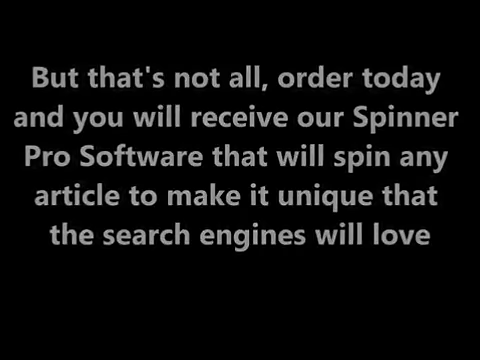 But that's not all, order today
and you will receive our Spinner
Pro Software that will spin any
article to make it unique that
the search engines will love